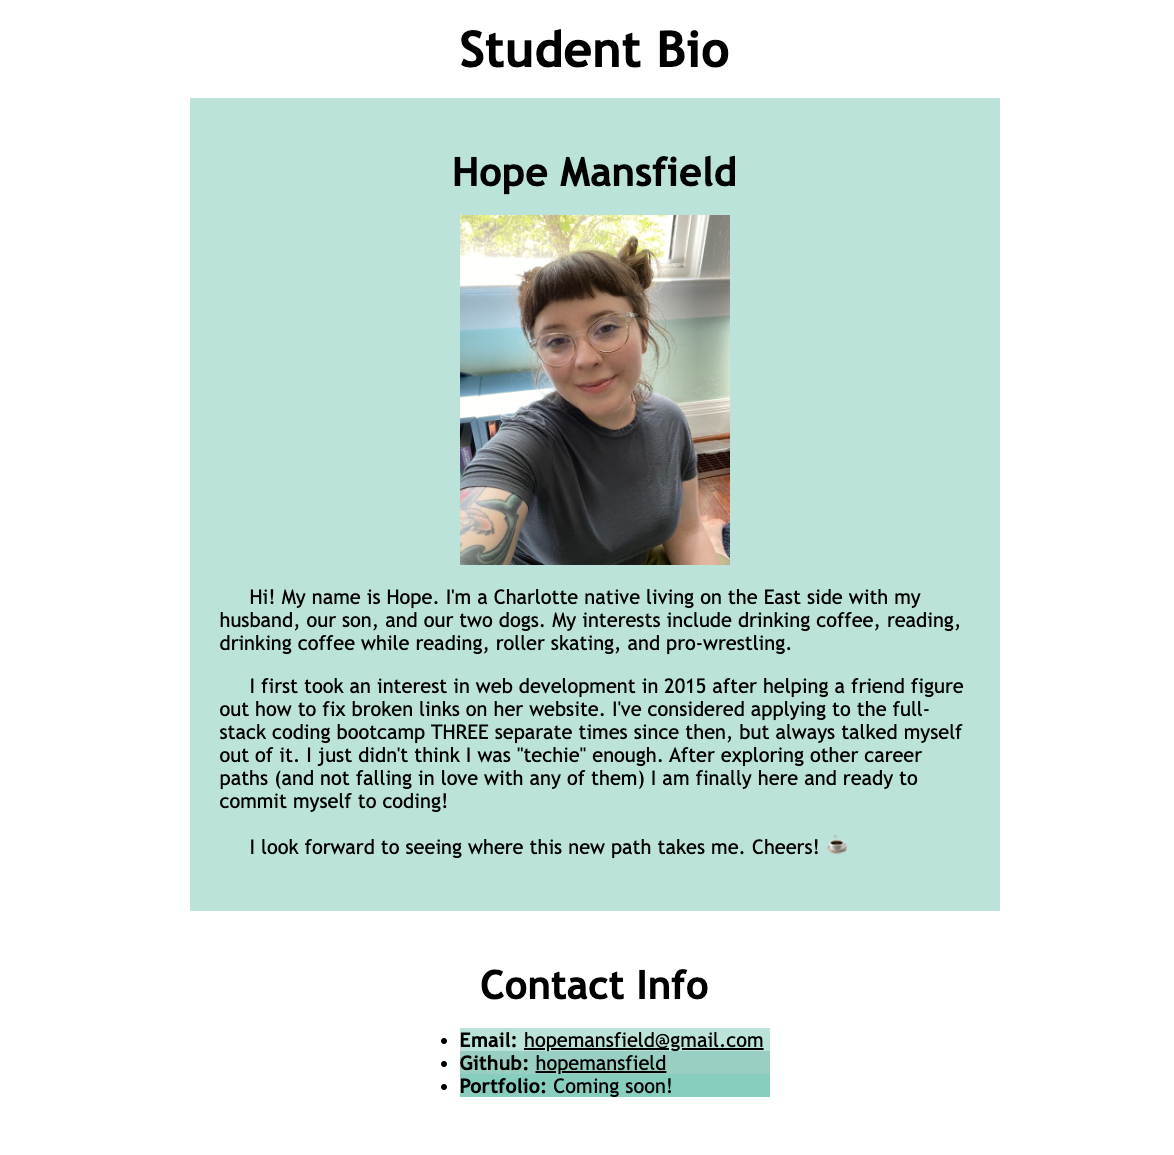 Student Bio
Hope Mansfield
Hi! My name is Hope. I'm a Charlotte native living on the East side with my
husband, our son, and our two dogs. My interests include drinking coffee, reading,
drinking coffee while reading, roller skating, and pro-wrestling.
I first took an interest in web development in 2015 after helping a friend figure
out how to fix broken links on her website. I've considered applying to the full-
stack coding bootcamp THREE separate times since then, but always talked myself
out of it. I just didn't think I was "techie" enough. After exploring other career
paths (and not falling in love with any of them) I am finally here and ready to
commit myself to coding!
I look forward to seeing where this new path takes me. Cheers! ☕
Contact Info
• Email: hopemansfield@gmail.com
• Github: hopemansfield
• Portfolio: Coming soon!